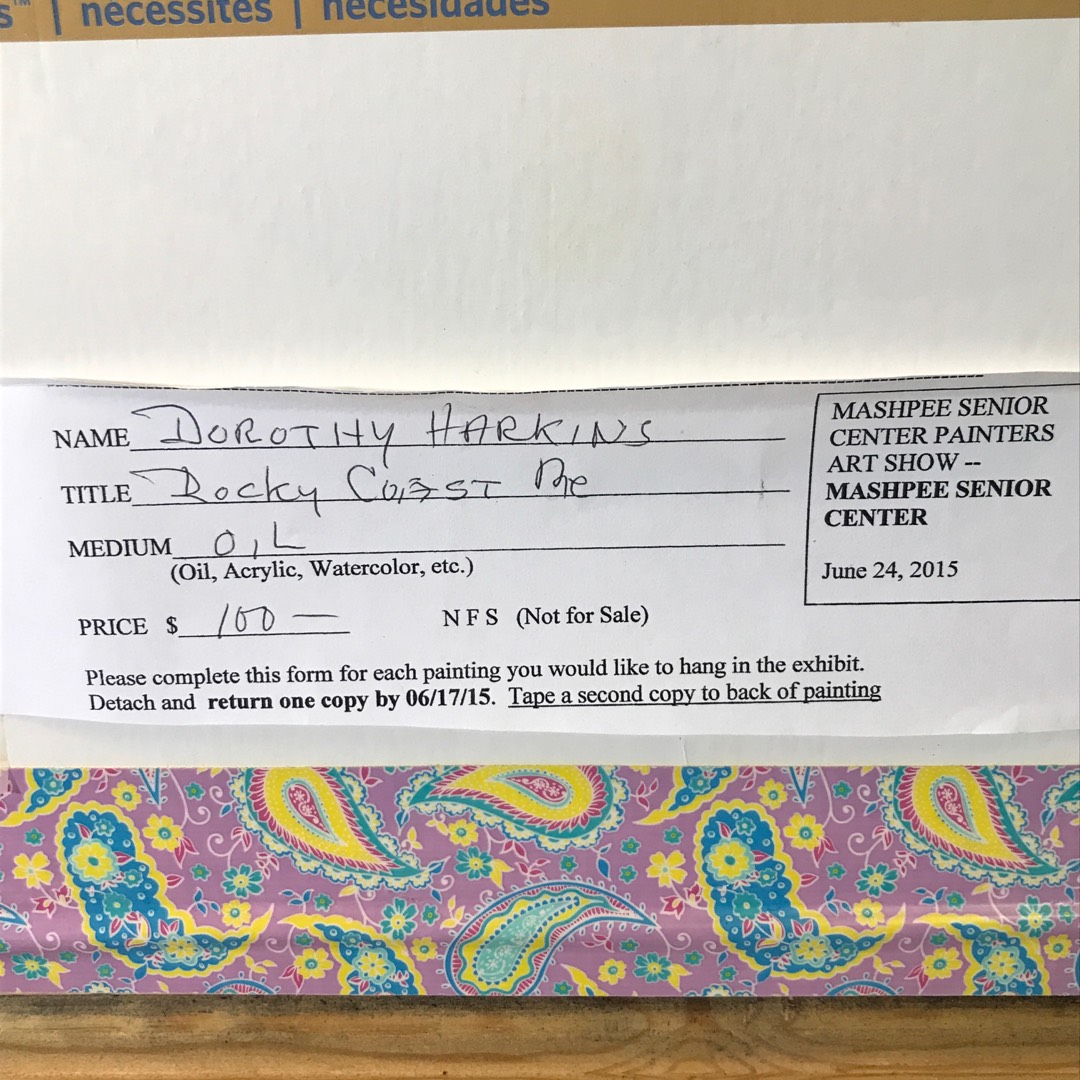 s™ | nécessités | necesidades
NAME DOROTHY HARKINS
TITLE Rocky Coast Me
MEDIUM OIL
(Oil, Acrylic, Watercolor, etc.)
PRICE $ 100 — N F S (Not for Sale)
Please complete this form for each painting you would like to hang in the exhibit.
Detach and return one copy by 06/17/15. Tape a second copy to back of painting
MASHPEE SENIOR
CENTER PAINTERS
ART SHOW --
MASHPEE SENIOR
CENTER
June 24, 2015